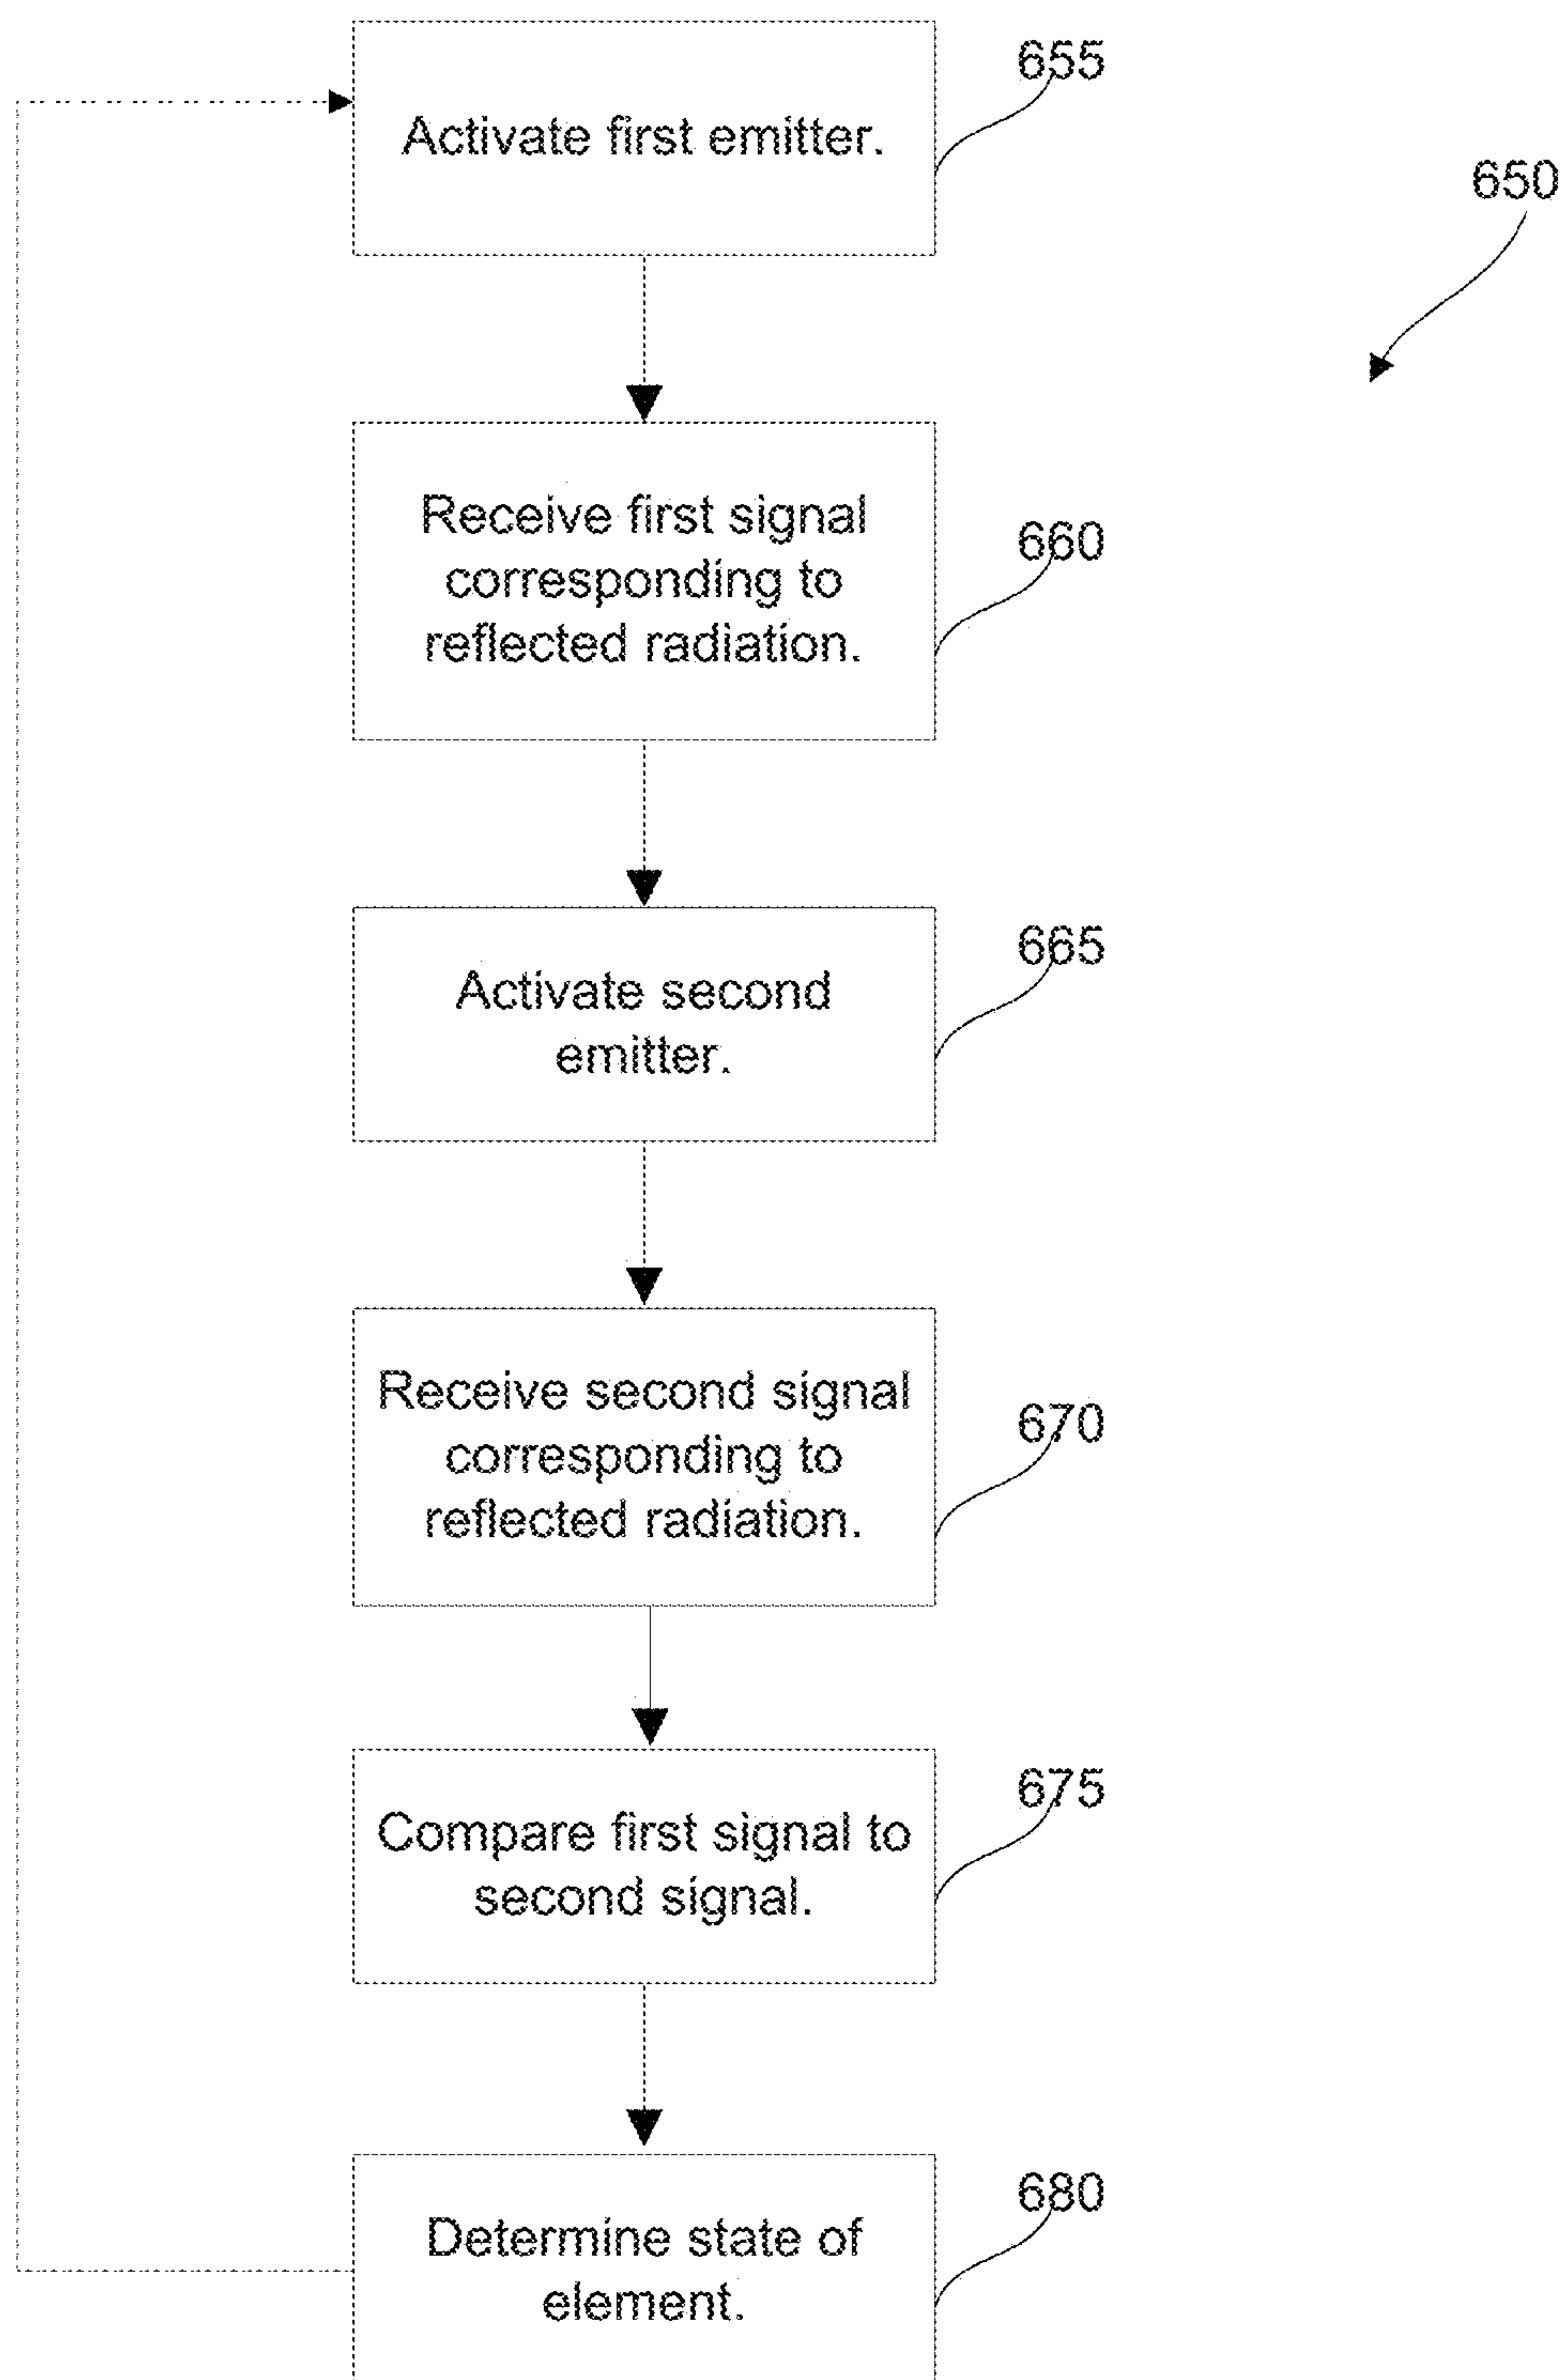 655
Activate first emitter.
650
Receive first signal
corresponding to
reflected radiation.
660
665
Activate second
emitter.
Receive second signal
corresponding to
reflected radiation.
670
675
Compare first signal to
second signal.
680
Determine state of
element.